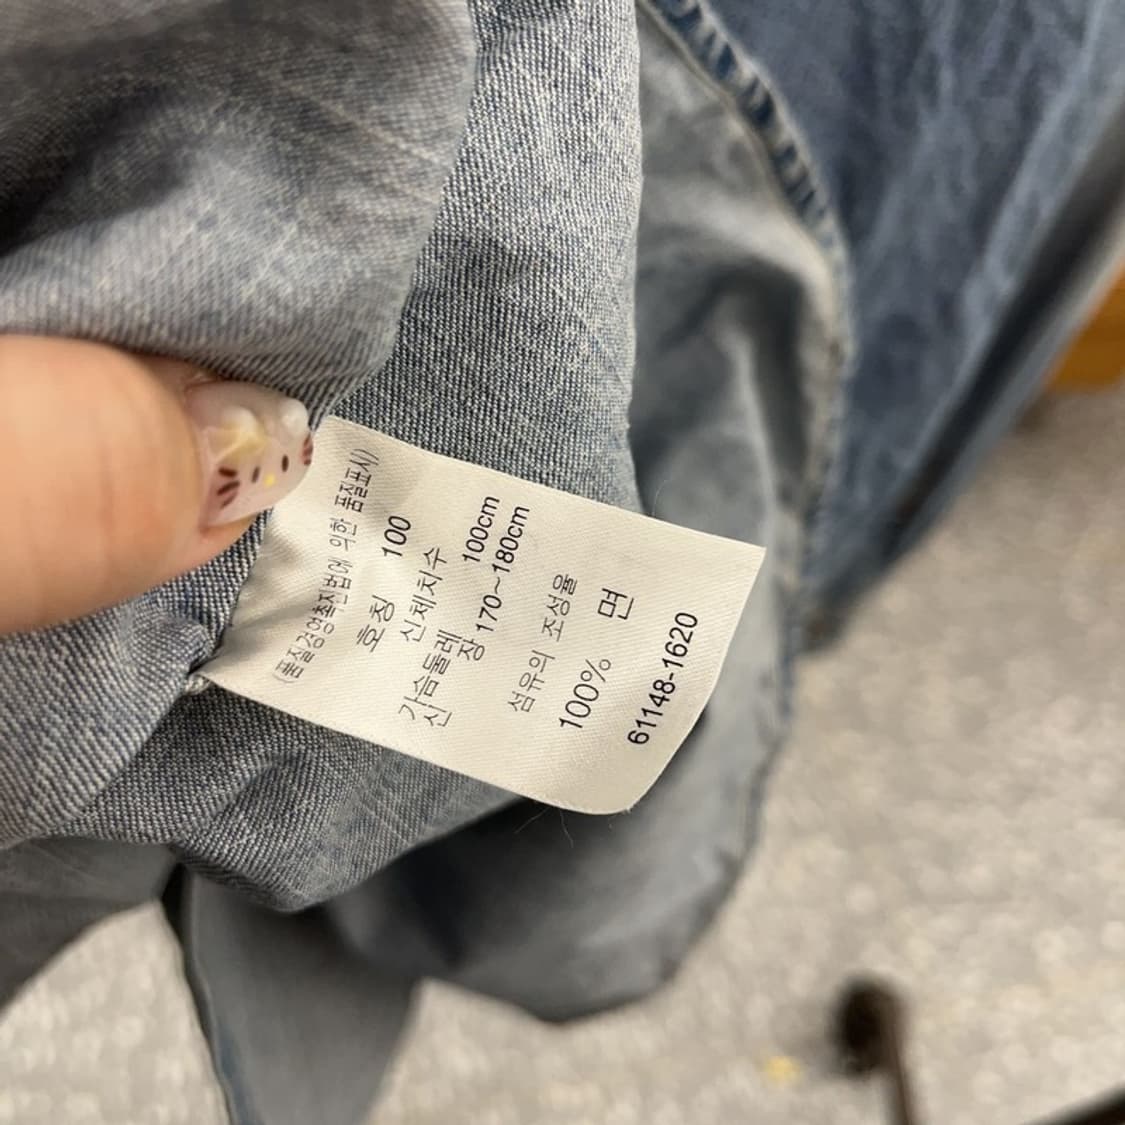 (품질경영촉진법에 의한 품질표시)
호칭 100
신체치수
가슴둘레 100cm
신장 170~180cm
섬유의 조성율
100% 면
61148-1620